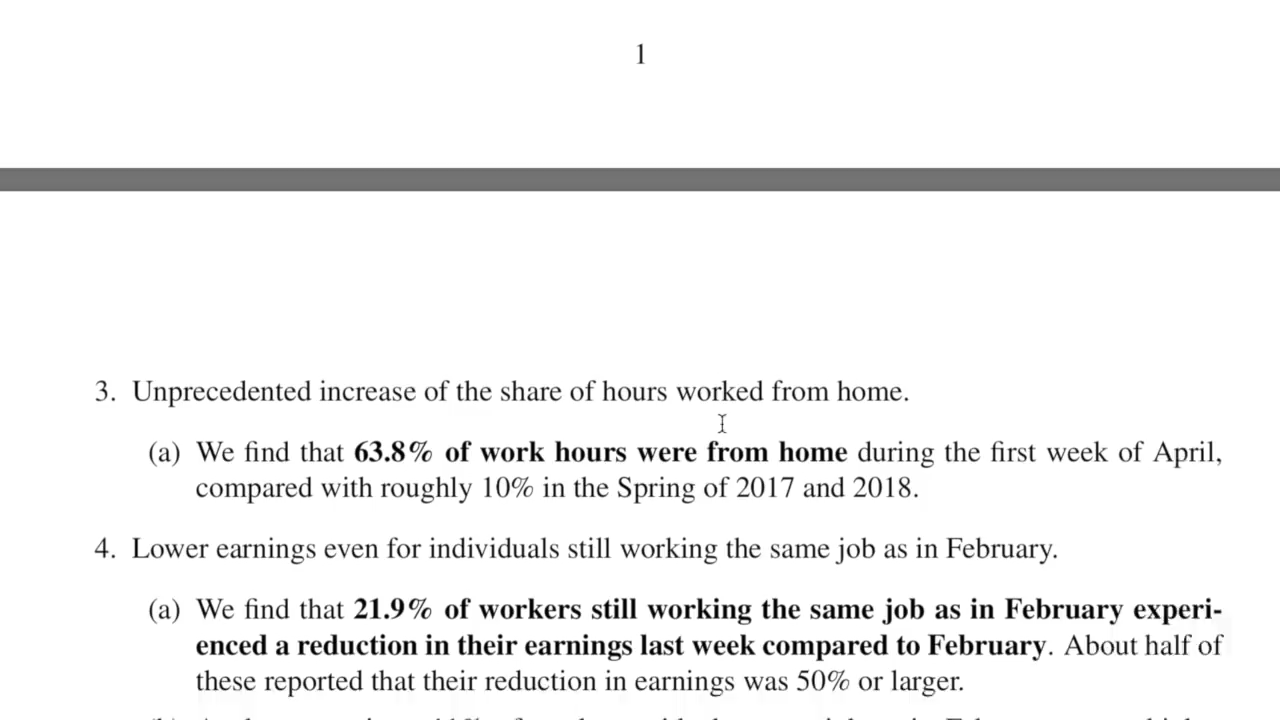 1
3. Unprecedented increase of the share of hours worked from home.
(a) We find that 63.8% of work hours were from home during the first week of April,
compared with roughly 10% in the Spring of 2017 and 2018.
4. Lower earnings even for individuals still working the same job as in February.
(a) We find that 21.9% of workers still working the same job as in February experi-
enced a reduction in their earnings last week compared to February. About half of
these reported that their reduction in earnings was 50% or larger.